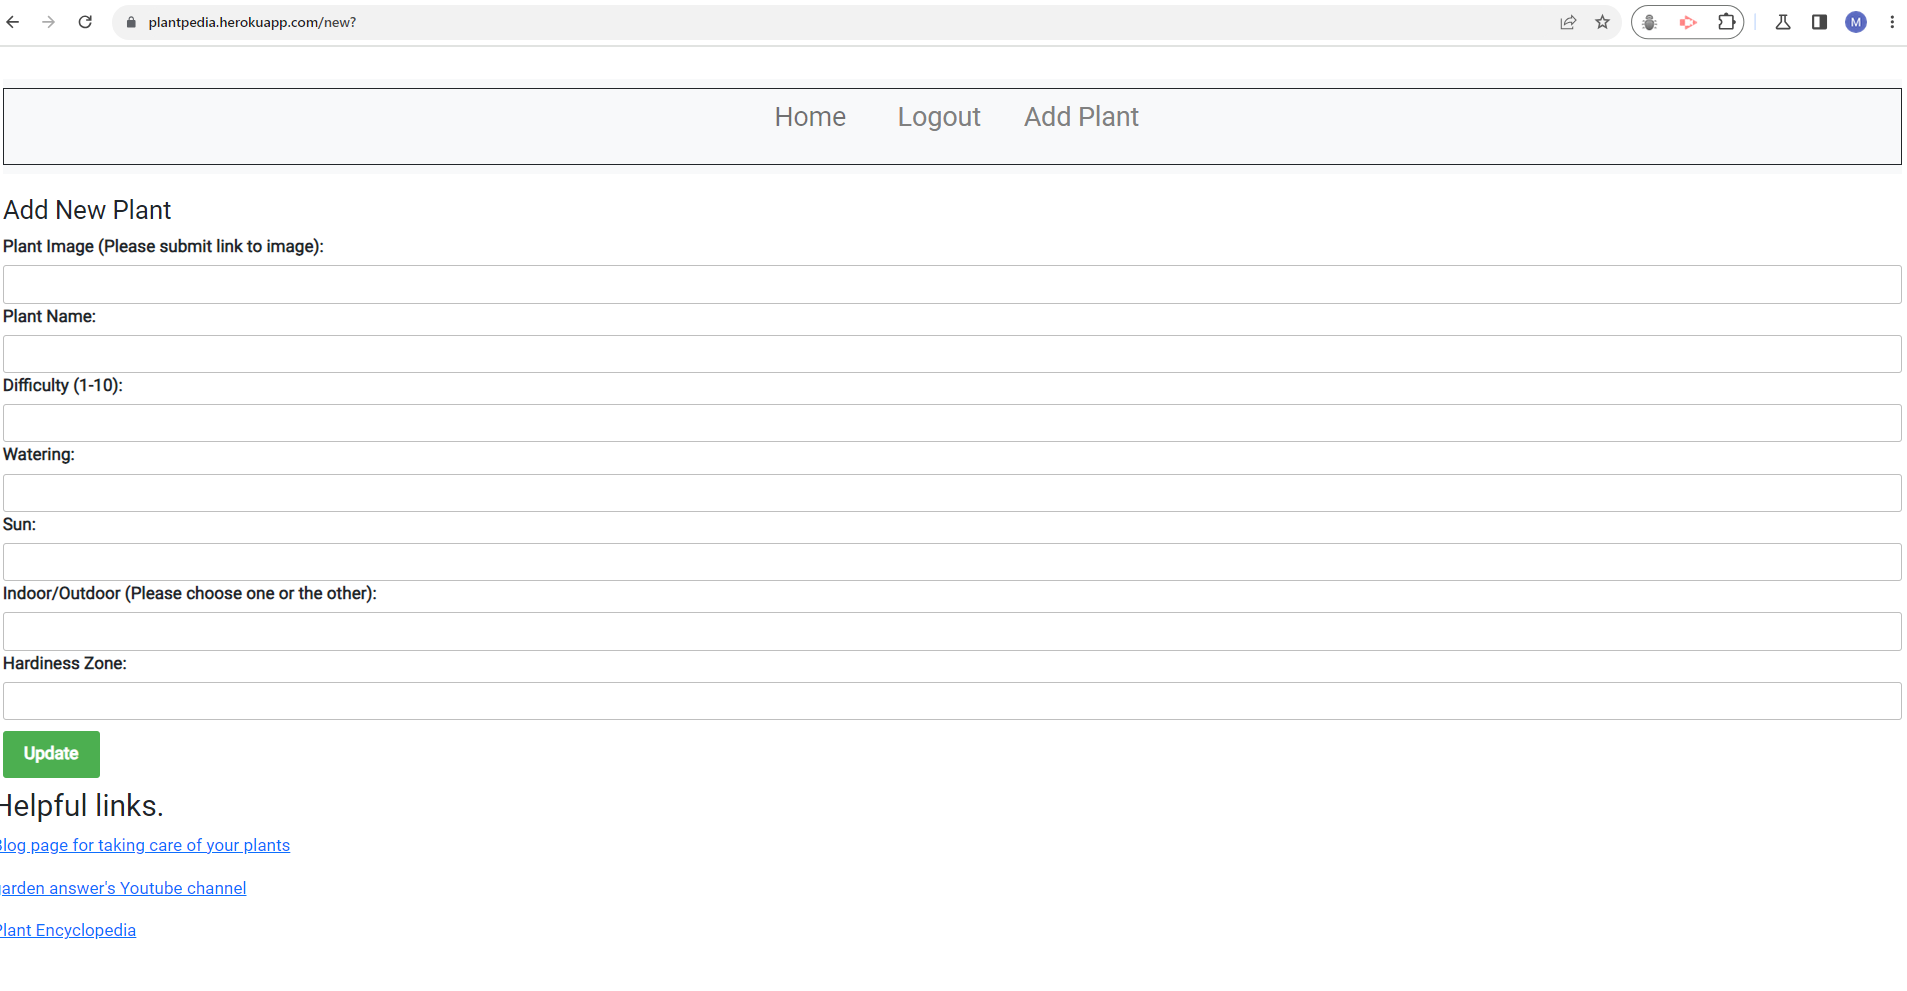 plantpedia.herokuapp.com/new?
M
Home Logout Add Plant
Add New Plant
Plant Image (Please submit link to image):
Plant Name:
Difficulty (1-10):
Watering:
Sun:
Indoor/Outdoor (Please choose one or the other):
Hardiness Zone:
Update
Helpful links.
Blog page for taking care of your plants
garden answer's Youtube channel
Plant Encyclopedia